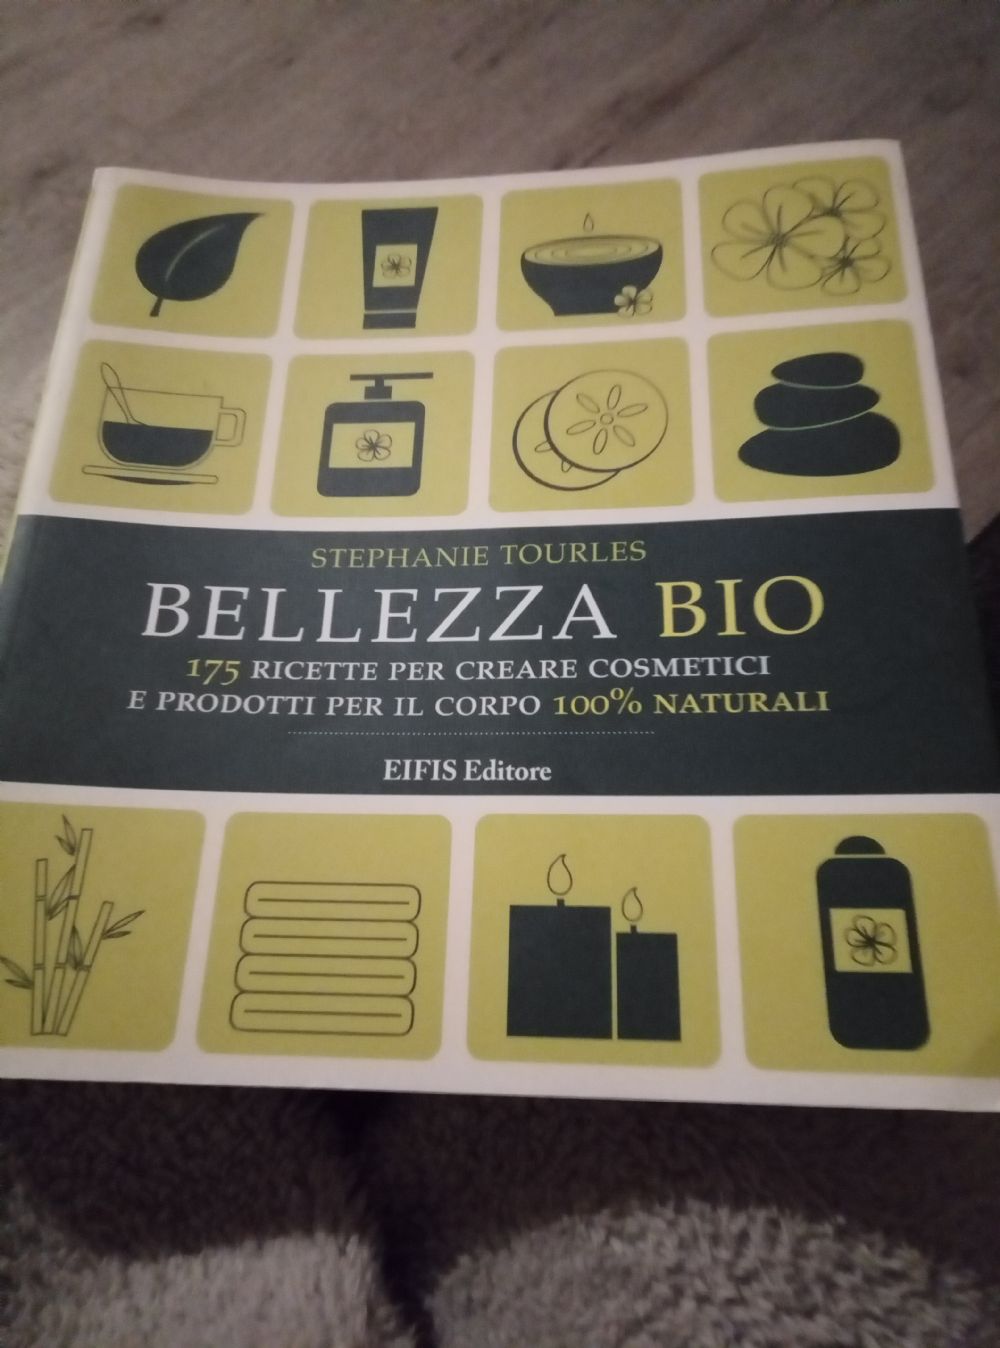 STEPHANIE TOURLES
BELLEZZA BIO
175 RICETTE PER CREARE COSMETICI
E PRODOTTI PER IL CORPO 100% NATURALI
EIFIS Editore